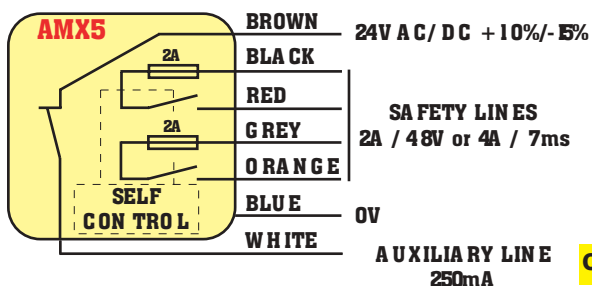 AMX5
BROWN
24V AC/DC +10%/-15%
2A
BLACK
RED
SAFETY LINES
2A / 48V or 4A / 7ms
2A
GREY
ORANGE
SELF
CONTROL
BLUE
0V
WHITE
AUXILIARY LINE
250mA